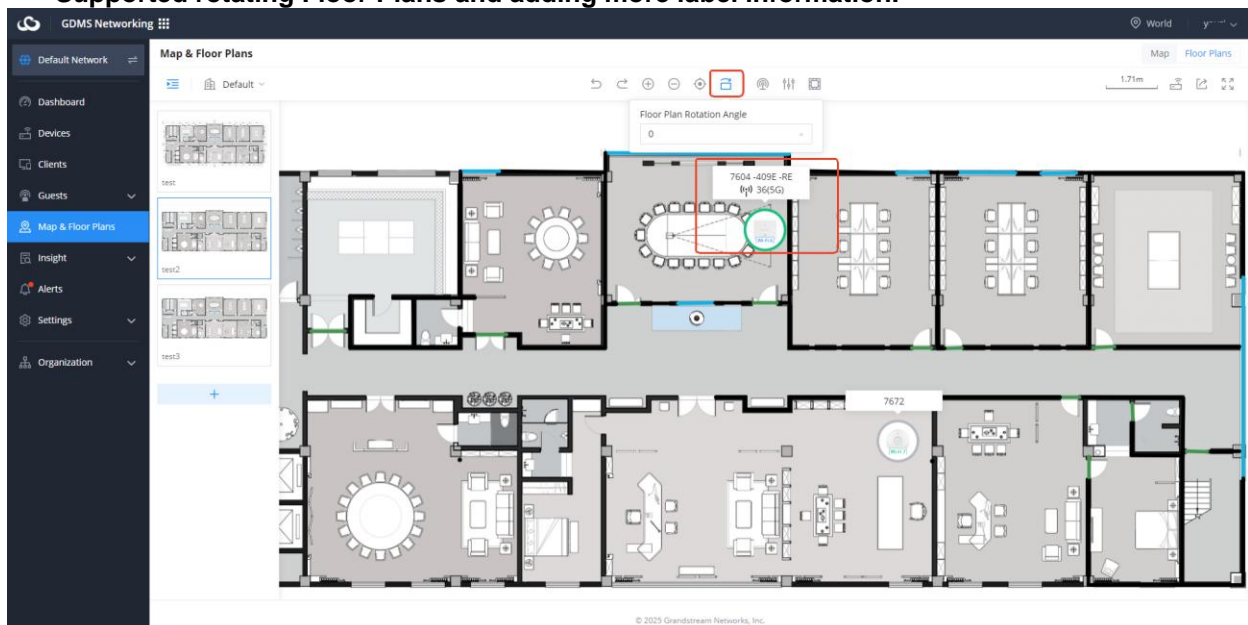 Supported rotating Floor Plans and adding more label information.
GDMS Networking
World
Default Network
Map & Floor Plans
Map Floor Plans
Default
1.71m
Dashboard
Devices
Clients
Guests
Map & Floor Plans
Insight
Alerts
Settings
Organization
test
test2
test3
+
Floor Plan Rotation Angle
0
7604 -409E -RE
36(5G)
7672
© 2025 Grandstream Networks, Inc.